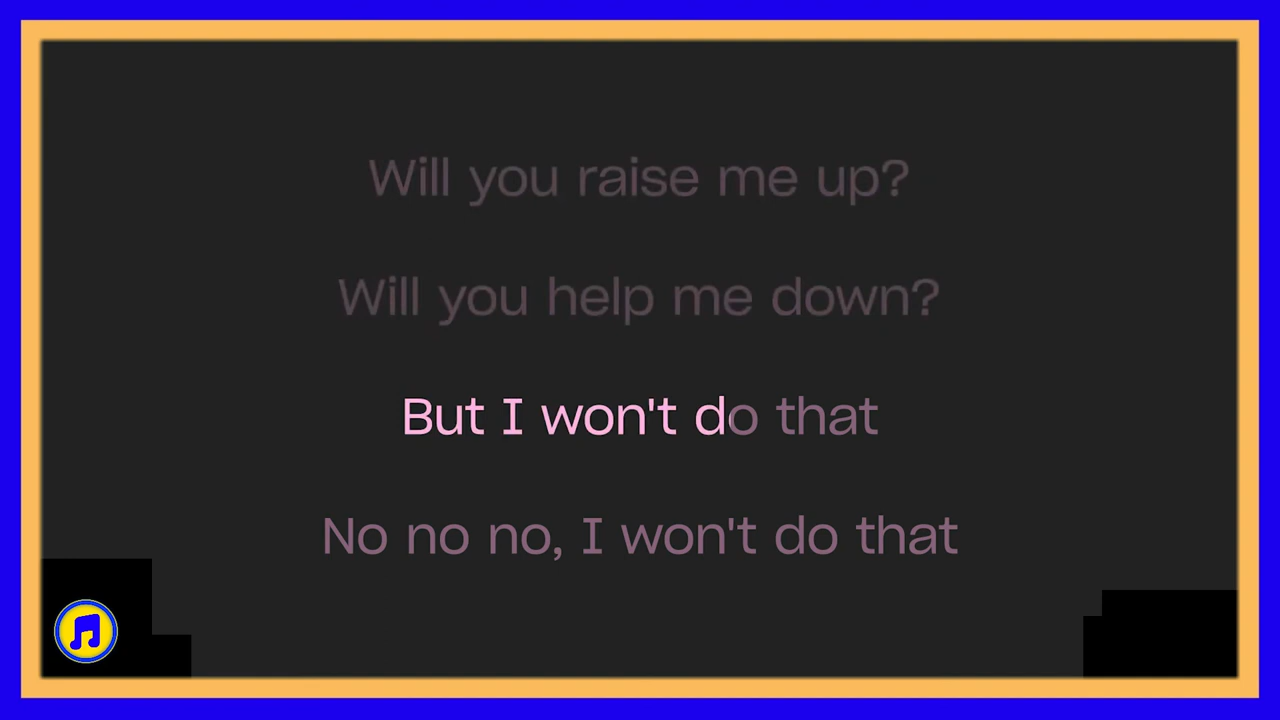 Will you raise me up?
Will you help me down?
But I won't do that
No no no, I won't do that